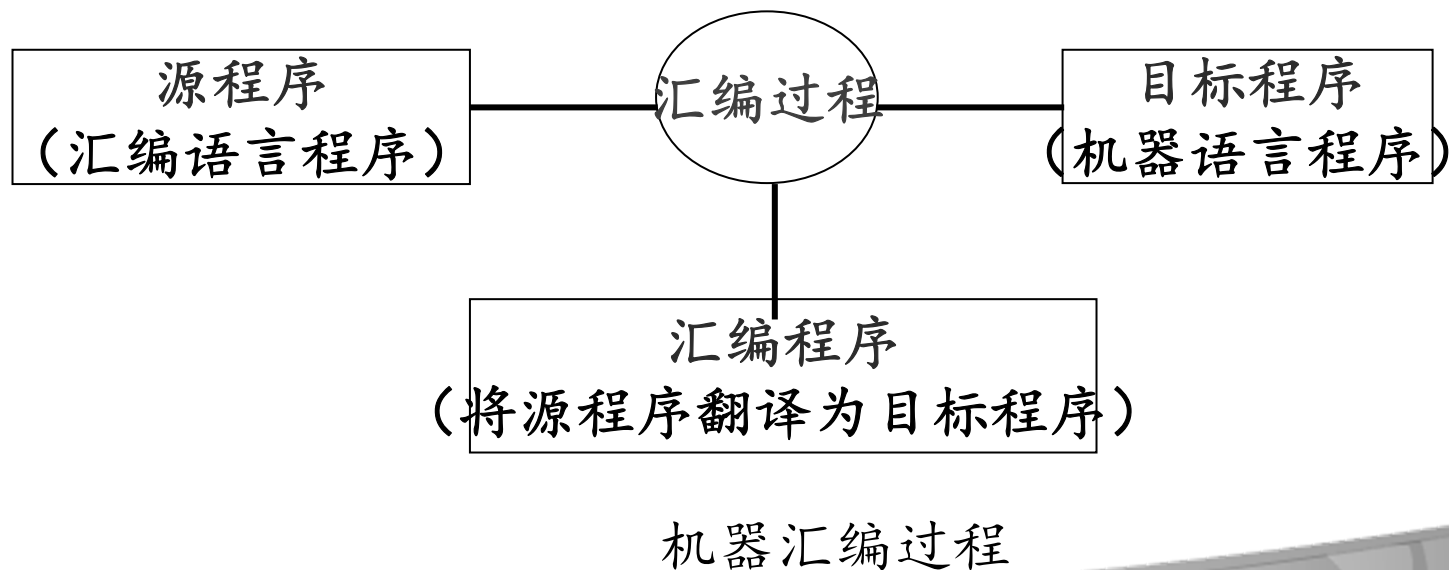 源程序
（汇编语言程序）
汇编过程
目标程序
（机器语言程序）
汇编程序
（将源程序翻译为目标程序）
机器汇编过程